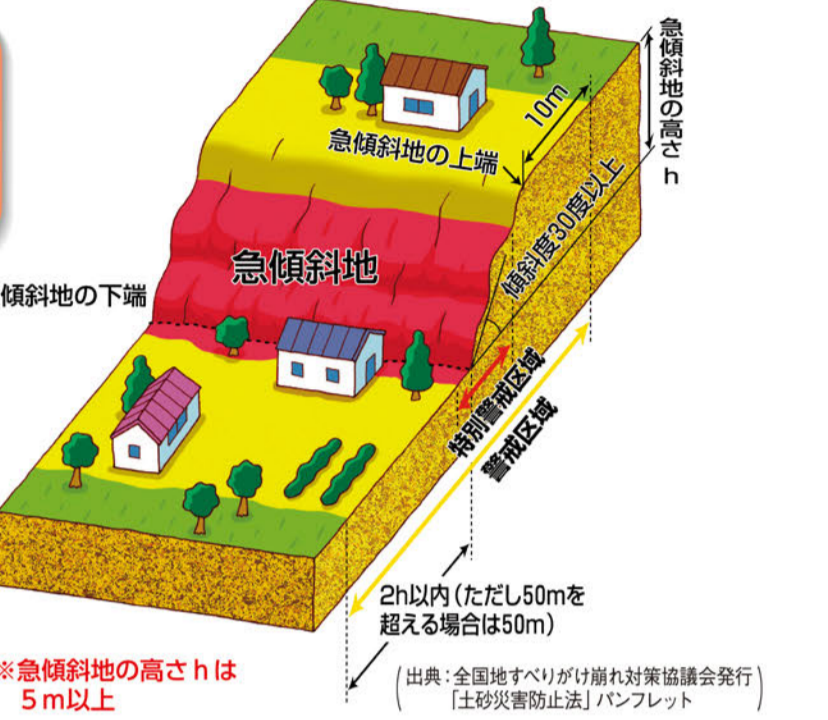 急傾斜地の高さ h
10m
急傾斜地の上端
傾斜度30度以上
急傾斜地
傾斜地の下端
特別警戒区域
警戒区域
2h以内(ただし50mを
超える場合は50m)
※急傾斜地の高さhは
5m以上
(出典:全国地すべりがけ崩れ対策協議会発行
「土砂災害防止法」パンフレット)